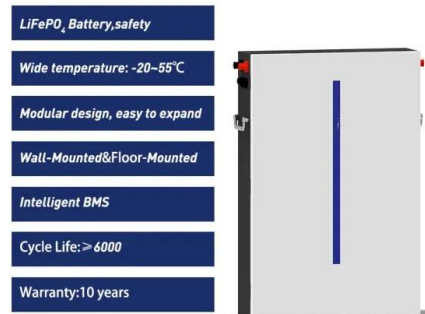 LiFePO₄ Battery,safety
Wide temperature: -20~55℃
Modular design, easy to expand
Wall-Mounted&Floor-Mounted
Intelligent BMS
Cycle Life:≥6000
Warranty:10 years